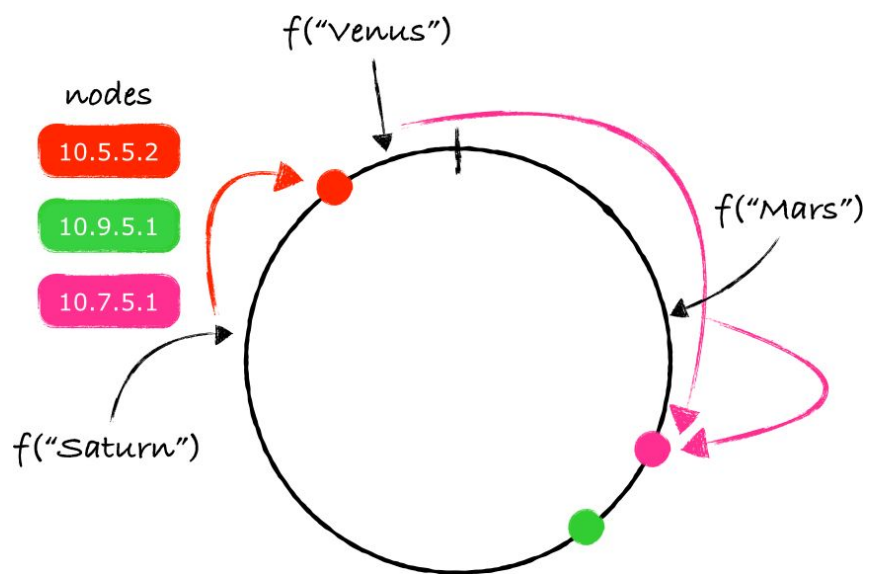 f(“Venus”)
nodes
10.5.5.2
10.9.5.1
10.7.5.1
f(“Mars”)
f(“Saturn”)